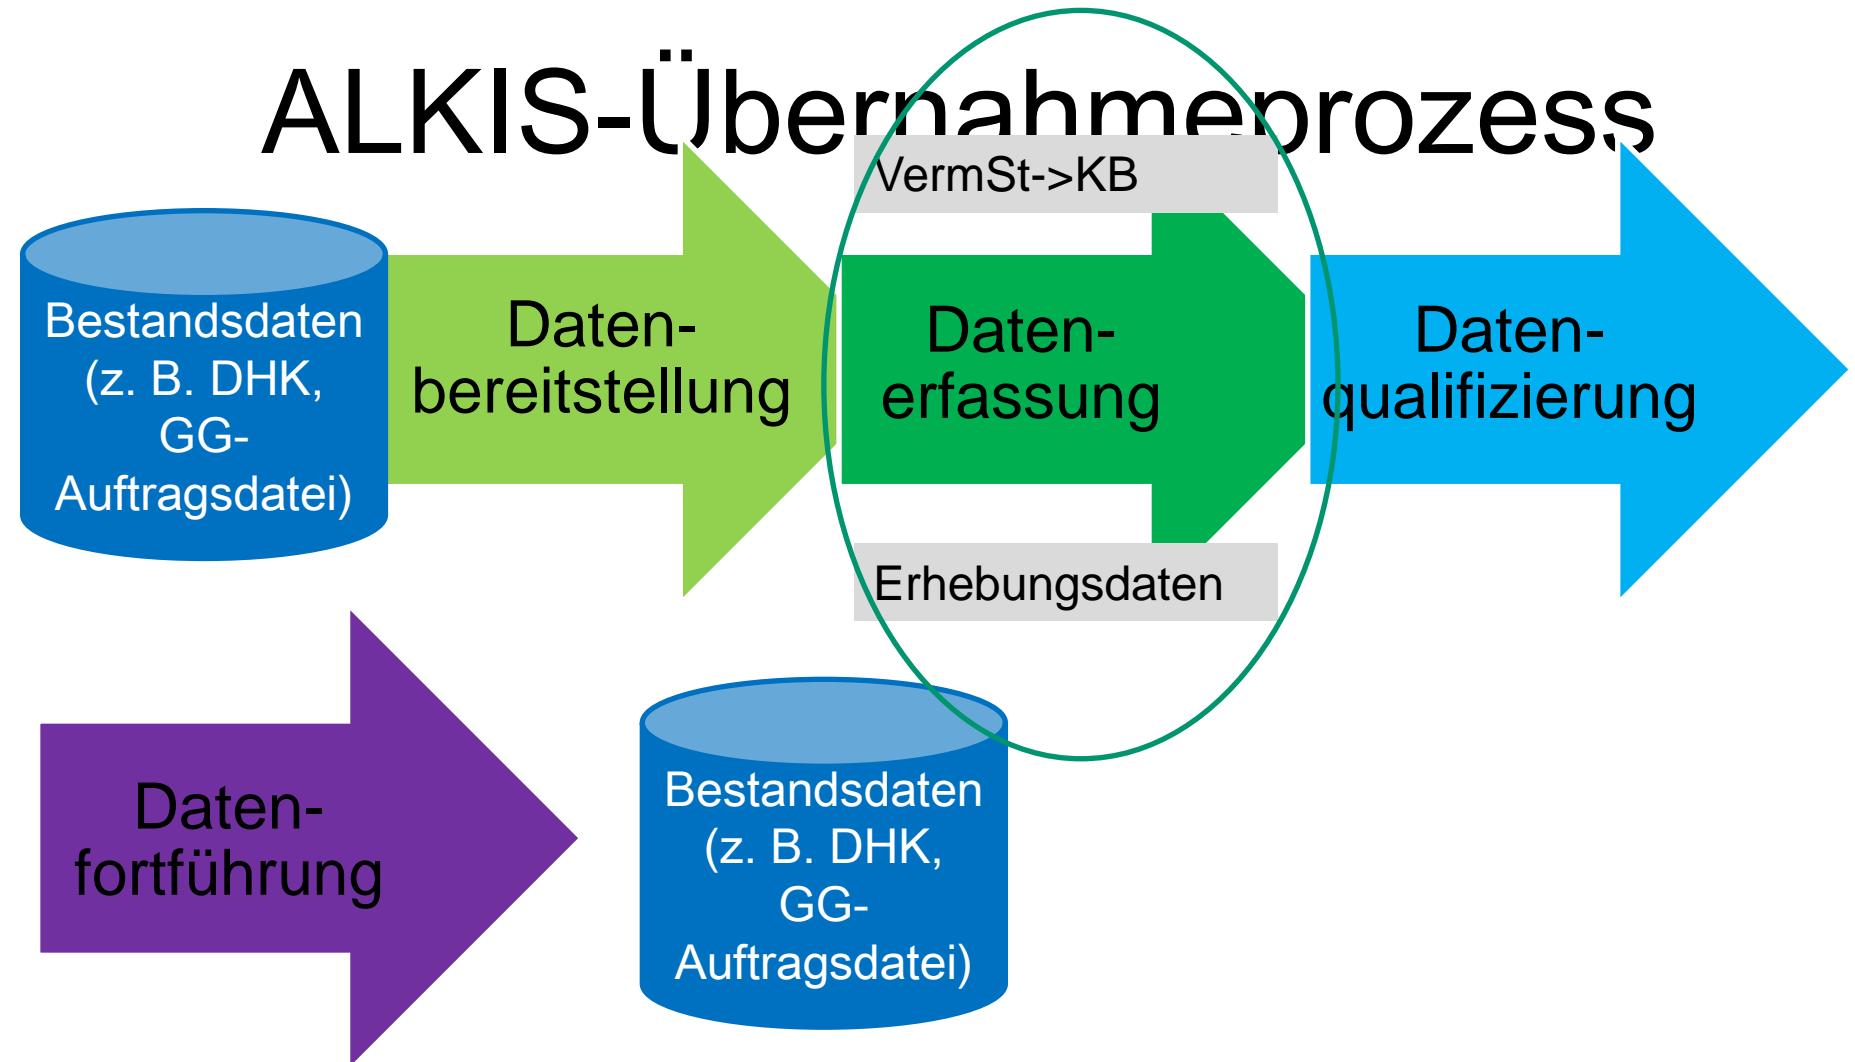 ALKIS-Übernahmeprozess
Bestandsdaten
(z. B. DHK,
GG-
Auftragsdatei)
Daten-
bereitstellung
VermSt->KB
Daten-
erfassung
Erhebungsdaten
Daten-
qualifizierung
Daten-
fortführung
Bestandsdaten
(z. B. DHK,
GG-
Auftragsdatei)